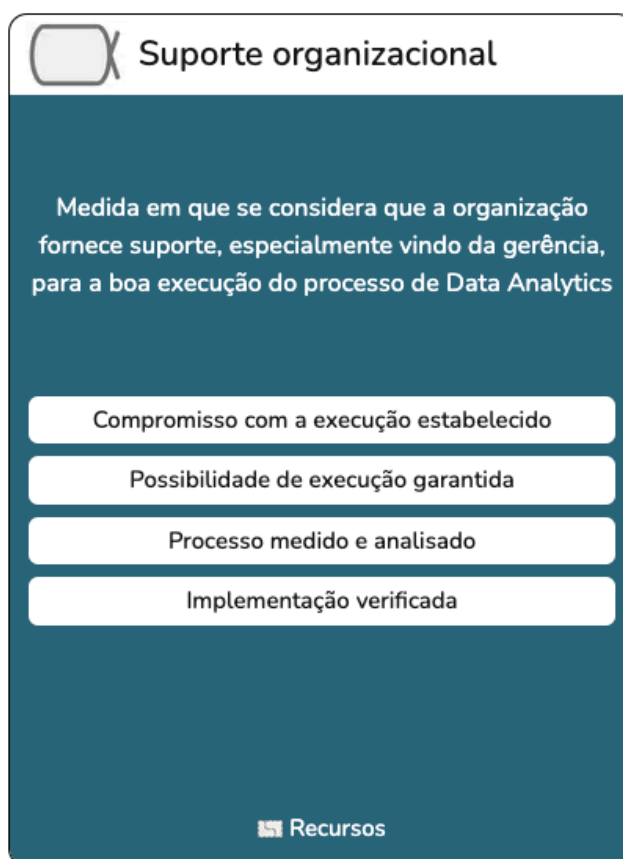 Suporte organizacional
Medida em que se considera que a organização
fornece suporte, especialmente vindo da gerência,
para a boa execução do processo de Data Analytics
Compromisso com a execução estabelecido
Possibilidade de execução garantida
Processo medido e analisado
Implementação verificada
Recursos